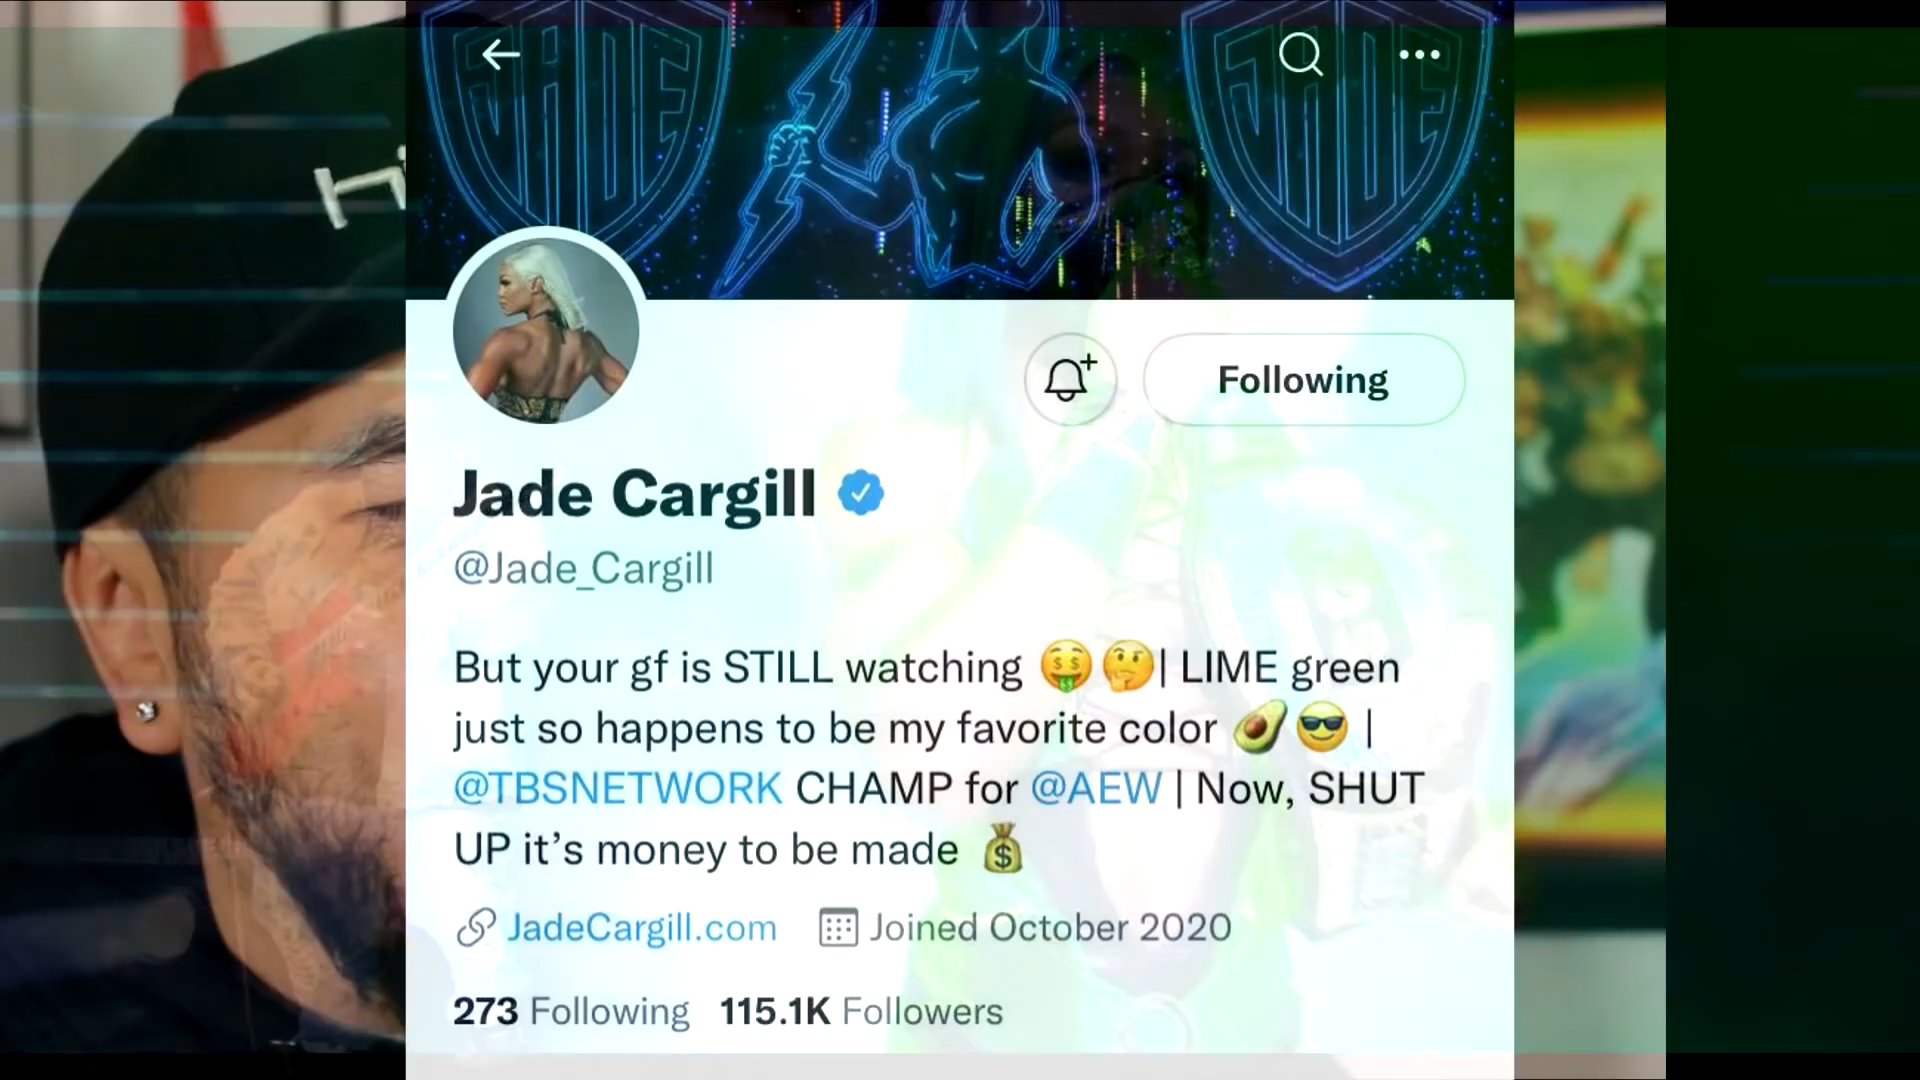 JADE
JADE
Following
Jade Cargill
@Jade_Cargill
But your gf is STILL watching 🤑🤔| LIME green
just so happens to be my favorite color 🥑😎 |
@TBSNETWORK CHAMP for @AEW | Now, SHUT
UP it’s money to be made 💰
JadeCargill.com Joined October 2020
273 Following 115.1K Followers